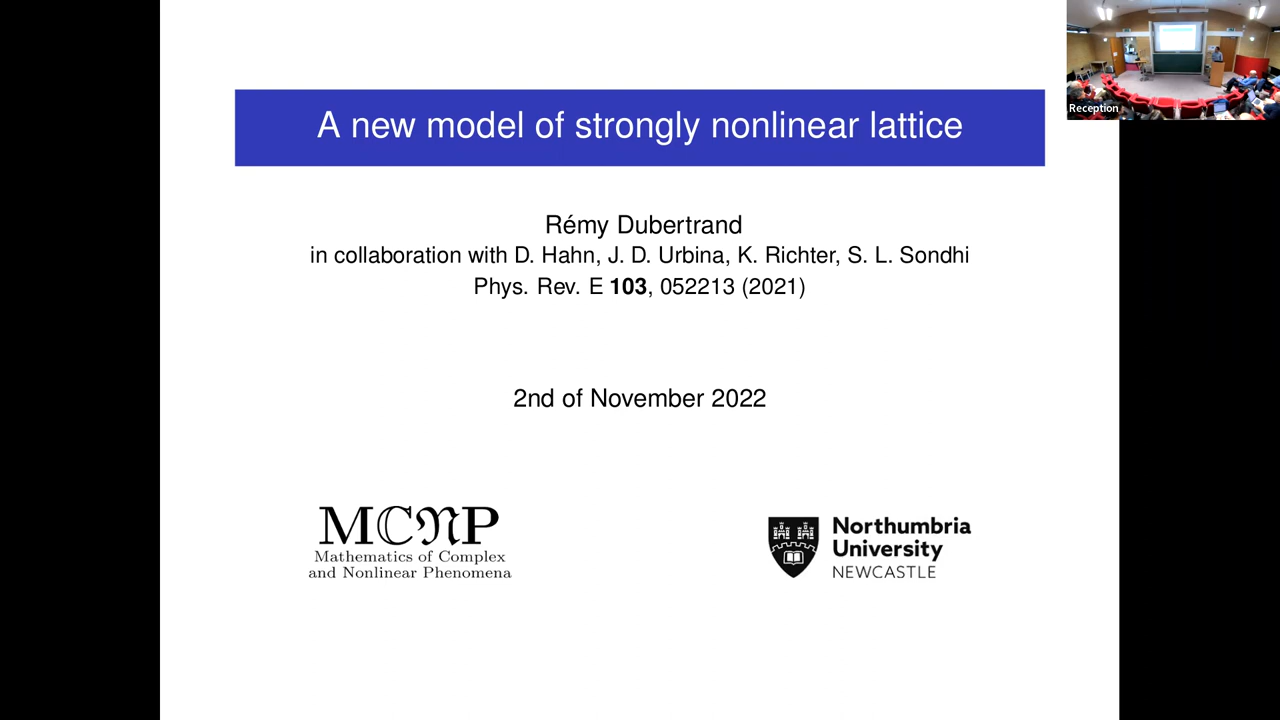 A new model of strongly nonlinear lattice
Reception
Rémy Dubertrand
in collaboration with D. Hahn, J. D. Urbina, K. Richter, S. L. Sondhi
Phys. Rev. E 103, 052213 (2021)
2nd of November 2022
MCNP
Mathematics of Complex
and Nonlinear Phenomena
Northumbria
University
NEWCASTLE